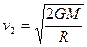 v₂ = √(2GM/R)